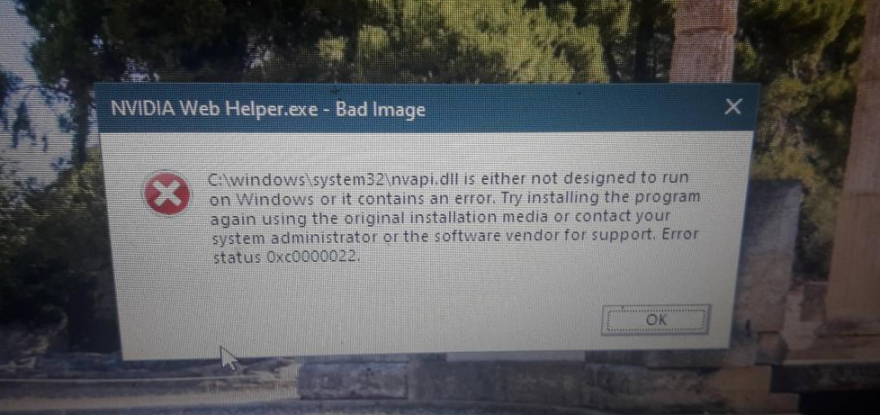 NVIDIA Web Helper.exe - Bad Image
C:\windows\system32\nvapi.dll is either not designed to run
on Windows or it contains an error. Try installing the program
again using the original installation media or contact your
system administrator or the software vendor for support. Error
status 0xc0000022.
OK